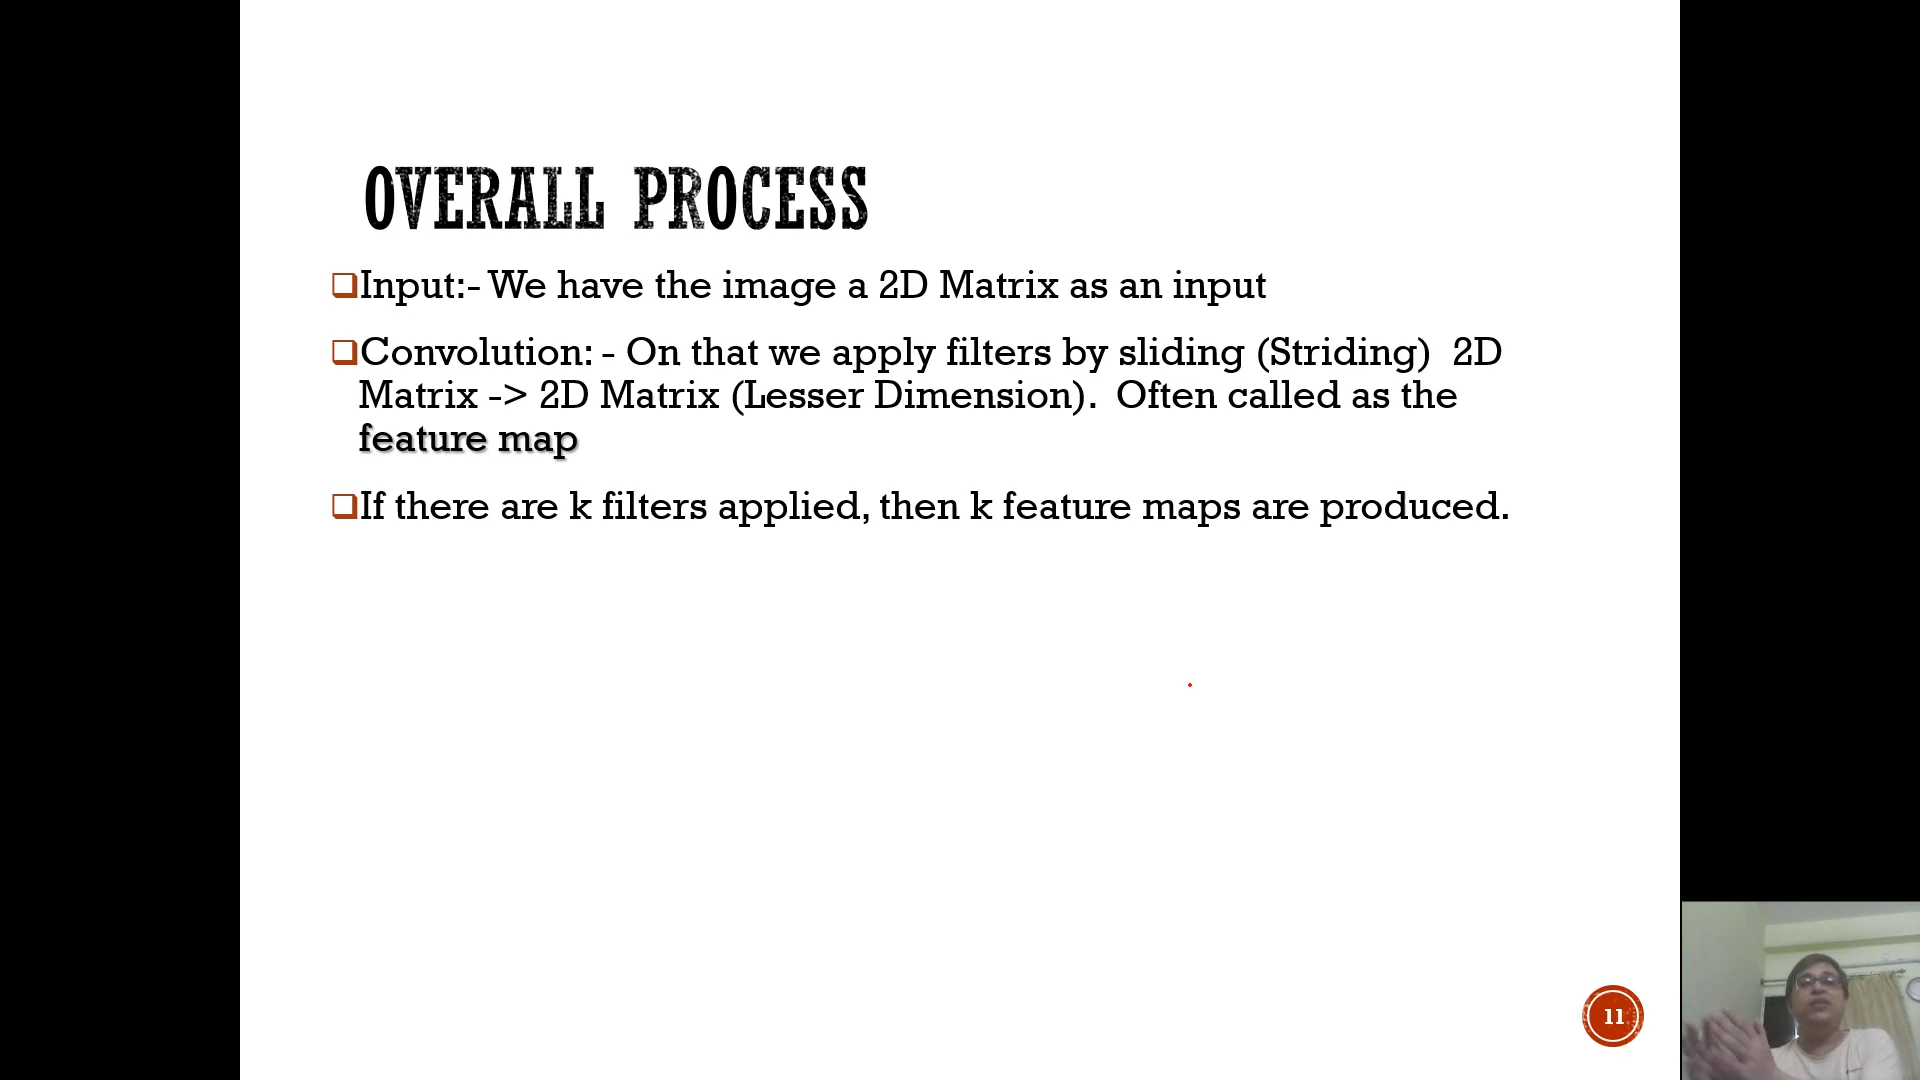 OVERALL PROCESS
Input:- We have the image a 2D Matrix as an input
Convolution: - On that we apply filters by sliding (Striding)  2D
Matrix -> 2D Matrix (Lesser Dimension).  Often called as the
feature map
If there are k filters applied, then k feature maps are produced.
11